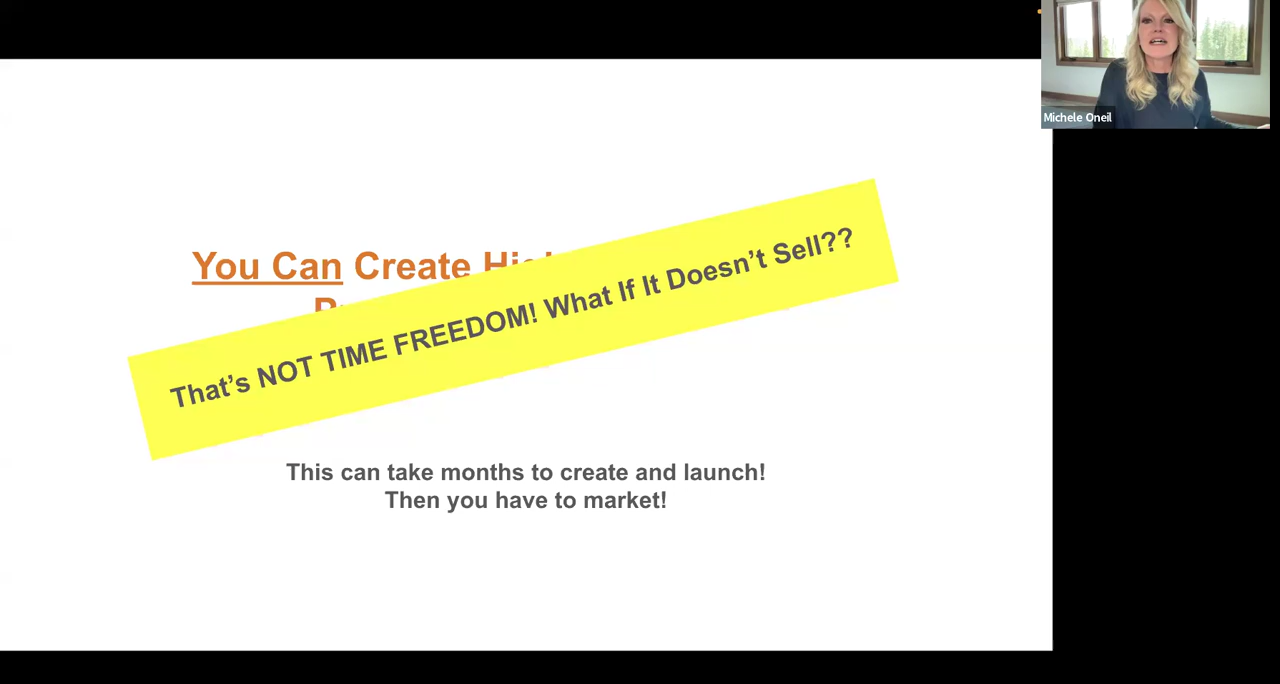 Michele Oneil
You Can Create
That's NOT TIME FREEDOM! What If It Doesn't Sell??
This can take months to create and launch!
Then you have to market!